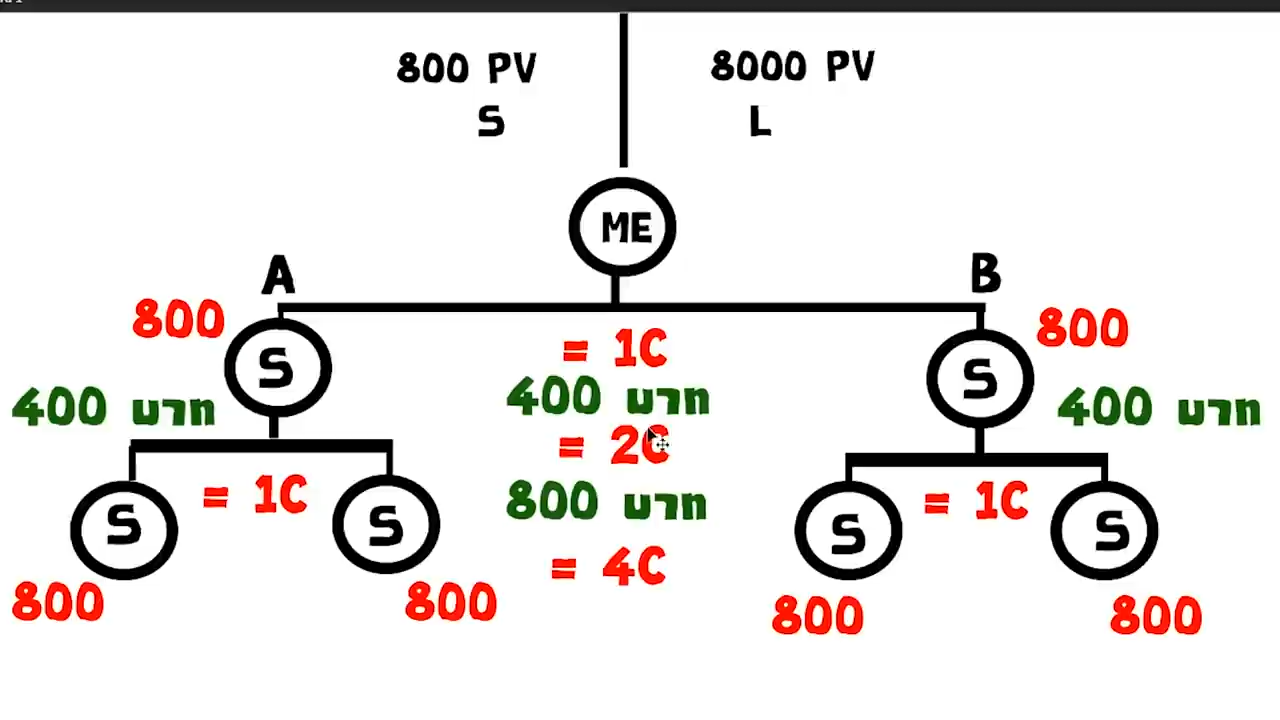 800 PV
8000 PV
S
L
ME
A
B
800
800
= 1C
S
S
400 บาท
400 บาท
400 บาท
= 2C
= 1C
800 บาท
= 1C
S
S
S
S
= 4C
800
800
800
800